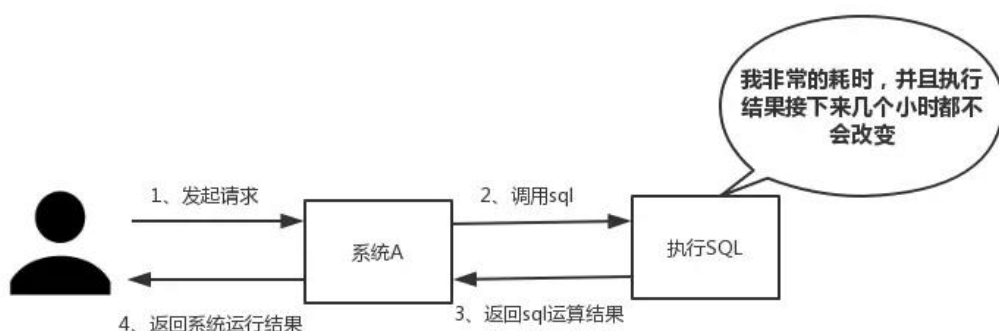 我非常的耗时，并且执行
结果接下来几个小时都不
会改变
1、发起请求
2、调用sql
系统A
执行SQL
3、返回sql运算结果
4、返回系统运行结果